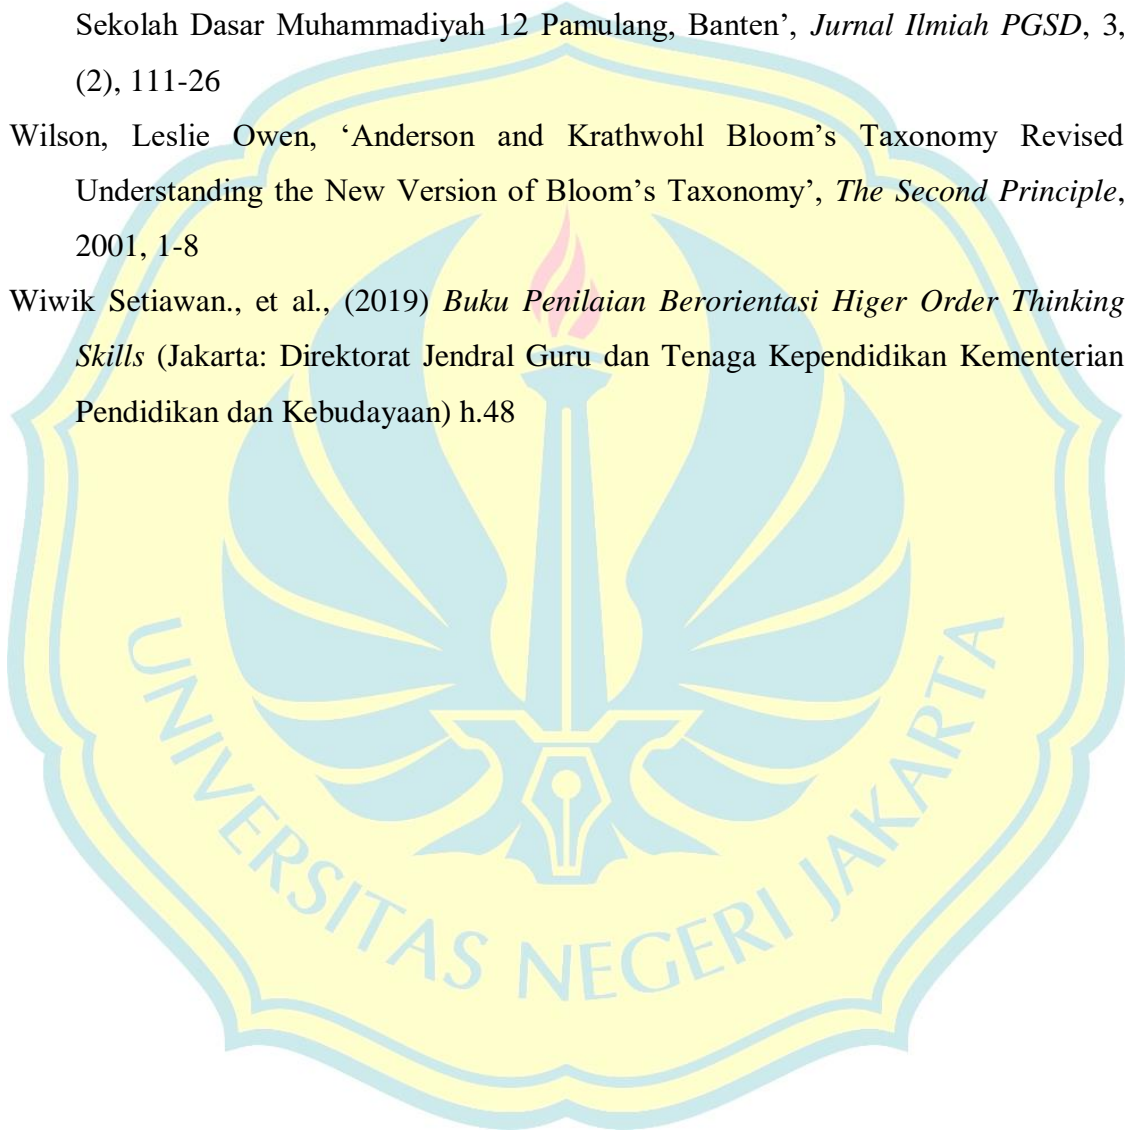 Sekolah Dasar Muhammadiyah 12 Pamulang, Banten’, Jurnal Ilmiah PGSD, 3,
(2), 111-26
Wilson, Leslie Owen, ‘Anderson and Krathwohl Bloom’s Taxonomy Revised
Understanding the New Version of Bloom’s Taxonomy’, The Second Principle,
2001, 1-8
Wiwik Setiawan., et al., (2019) Buku Penilaian Berorientasi Higer Order Thinking
Skills (Jakarta: Direktorat Jendral Guru dan Tenaga Kependidikan Kementerian
Pendidikan dan Kebudayaan) h.48
UNIVERSITAS NEGERI JAKARTA